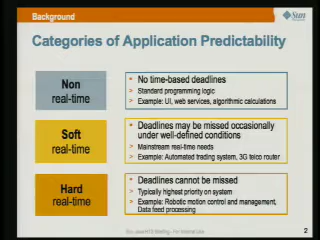 Background
Sun
Categories of Application Predictability
Non
real-time
No time-based deadlines
Standard programming logic
Example: UI, web services, algorithmic calculations
Soft
real-time
Deadlines may be missed occasionally
under well-defined conditions
Mainstream real-time needs
Example: Automated trading system, 3G telco router
Hard
real-time
Deadlines cannot be missed
Typically highest priority on system
Example: Robotic motion control and management,
Data feed processing
2